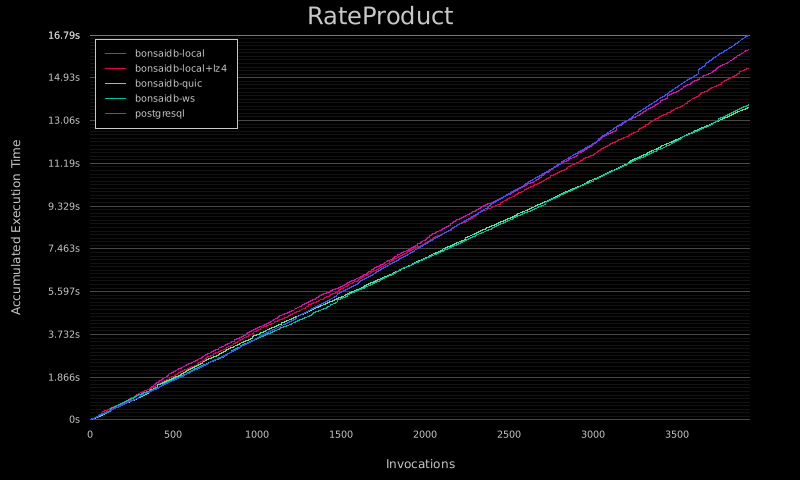 RateProduct
16.79s
14.93s
13.06s
11.19s
9.329s
7.463s
5.597s
3.732s
1.866s
0s
Accumulated Execution Time
bonsaidb-local
bonsaidb-local+lz4
bonsaidb-quic
bonsaidb-ws
postgresql
0 500 1000 1500 2000 2500 3000 3500
Invocations